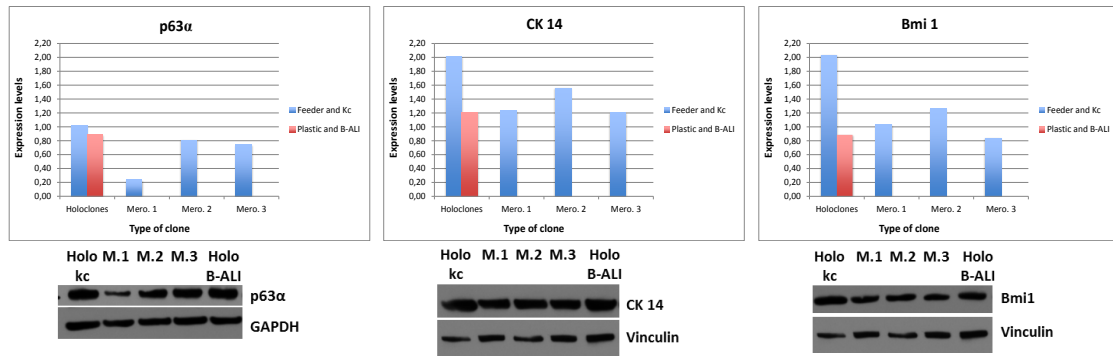 p63α
Expression levels
2,20
2,00
1,80
1,60
1,40
1,20
1,00
0,80
0,60
0,40
0,20
0,00
Holoclones Mero. 1 Mero. 2 Mero. 3
Type of clone
Feeder and Kc
Plastic and B-ALI
CK 14
Expression levels
2,20
2,00
1,80
1,60
1,40
1,20
1,00
0,80
0,60
0,40
0,20
0,00
Holoclones Mero. 1 Mero. 2 Mero. 3
Type of clone
Feeder and Kc
Plastic and B-ALI
Bmi 1
Expression levels
2,20
2,00
1,80
1,60
1,40
1,20
1,00
0,80
0,60
0,40
0,20
0,00
Holoclones Mero. 1 Mero. 2 Mero. 3
Type of clone
Feeder and Kc
Plastic and B-ALI
Holo M.1 M.2 M.3 Holo
kc B-ALI
p63α
GAPDH
Holo M.1 M.2 M.3 Holo
kc B-ALI
CK 14
Vinculin
Holo M.1 M.2 M.3 Holo
kc B-ALI
Bmi1
Vinculin